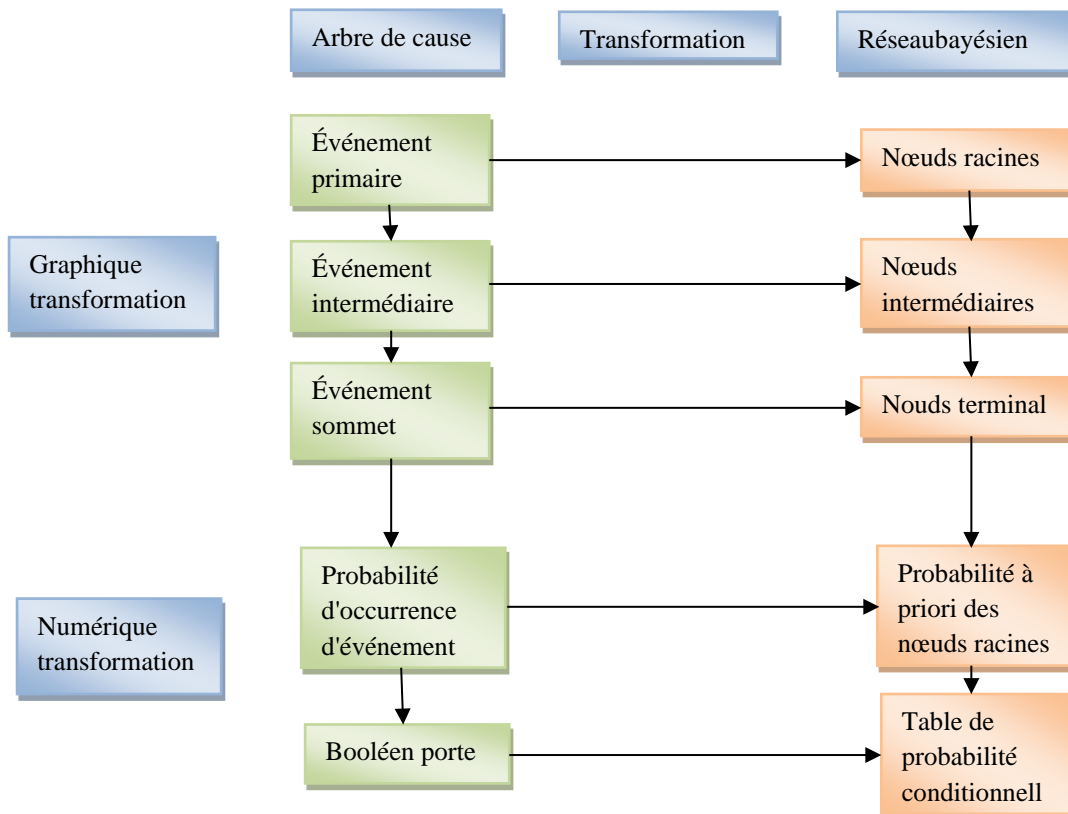 Arbre de cause
Transformation
Réseaubayésien
Événement
primaire
Nœuds racines
Graphique
transformation
Événement
intermédiaire
Nœuds
intermédiaires
Événement
sommet
Nouds terminal
Numérique
transformation
Probabilité
d'occurrence
d'événement
Probabilité à
priori des
nœuds racines
Booléen porte
Table de
probabilité
conditionnell